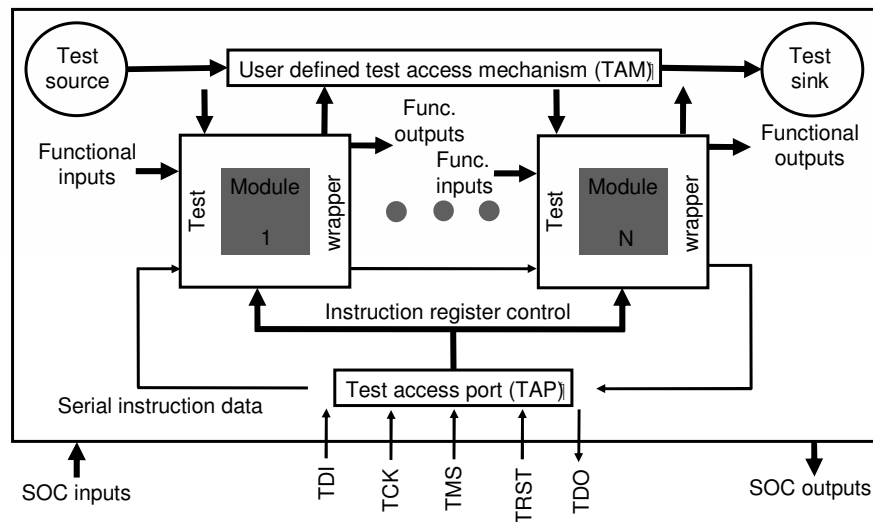 Test
source
User defined test access mechanism (TAM)
Test
sink
Func.
outputs
Functional
outputs
Functional
inputs
Func.
inputs
Test
Module
1
wrapper
Test
Module
N
wrapper
Instruction register control
Test access port (TAP)
Serial instruction data
TDI
TCK
TMS
TRST
TDO
SOC inputs
SOC outputs